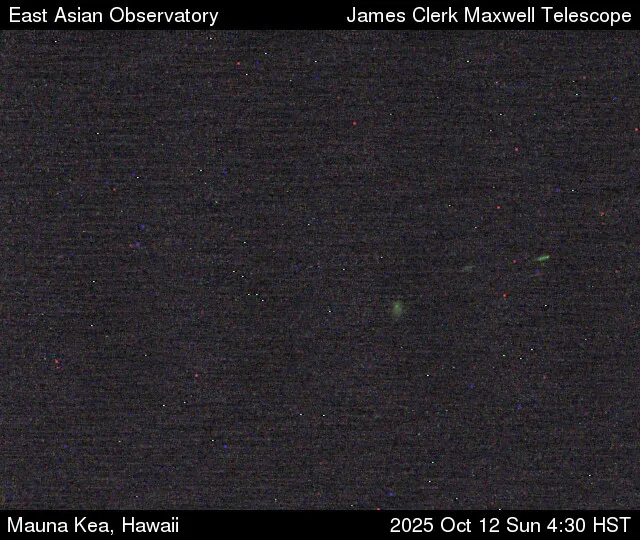 East Asian Observatory
James Clerk Maxwell Telescope
Mauna Kea, Hawaii
2025 Oct 12 Sun 4:30 HST